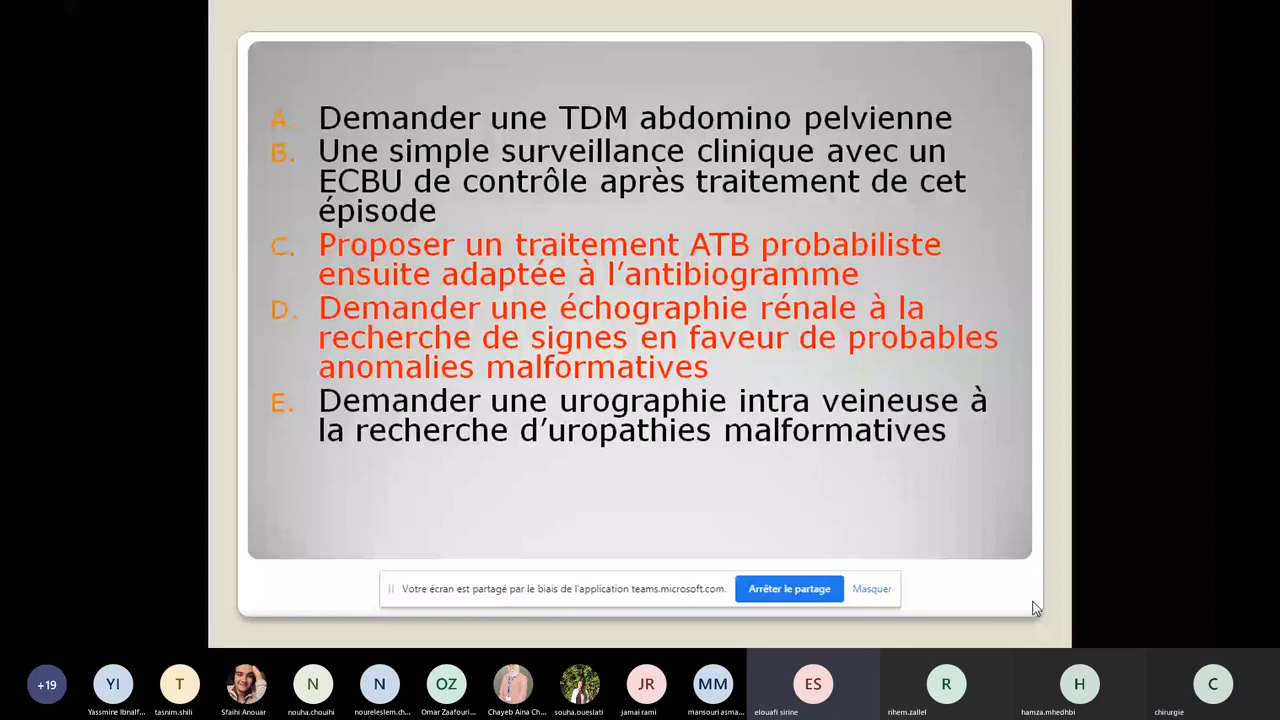 A. Demander une TDM abdomino pelvienne
B. Une simple surveillance clinique avec un
ECBU de contrôle après traitement de cet
épisode
C. Proposer un traitement ATB probabiliste
ensuite adaptée à l’antibiogramme
D. Demander une échographie rénale à la
recherche de signes en faveur de probables
anomalies malformatives
E. Demander une urographie intra veineuse à
la recherche d’uropathies malformatives
Votre écran est partagé par le biais de l'application teams.microsoft.com. Arrêter le partage Masquer
+19 YI T N N OZ JR MM ES R H C
Yassmine Ibnalf... tasnim.shili Sfaihi Anouar nouha.chouihi noureleslem.ch... Omar Zaafouri... Chayeb Aina Ch... souha.oueslati jamai rami mansouri asma... elouafi sirine rihem.zallel hamza.mhedhbi chirurgie